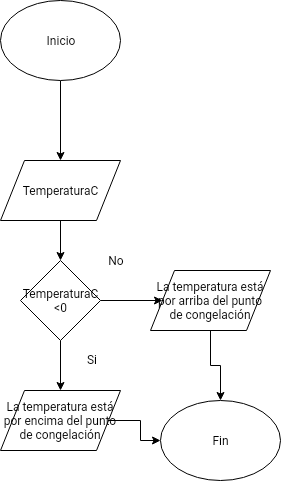 Inicio
TemperaturaC
No
TemperaturaC
<0
La temperatura está
por arriba del punto
de congelación
Si
La temperatura está
por encima del punto
de congelación
Fin